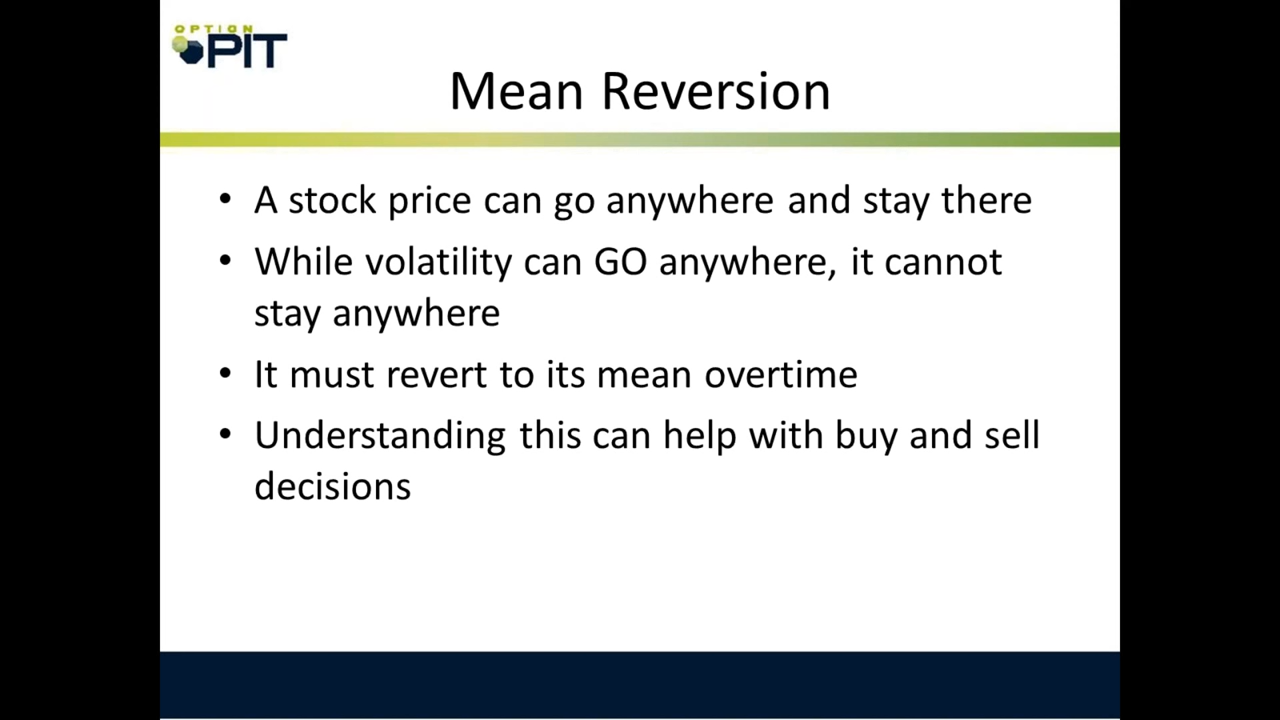 OPTION
PIT
Mean Reversion
• A stock price can go anywhere and stay there
• While volatility can GO anywhere, it cannot
stay anywhere
• It must revert to its mean overtime
• Understanding this can help with buy and sell
decisions